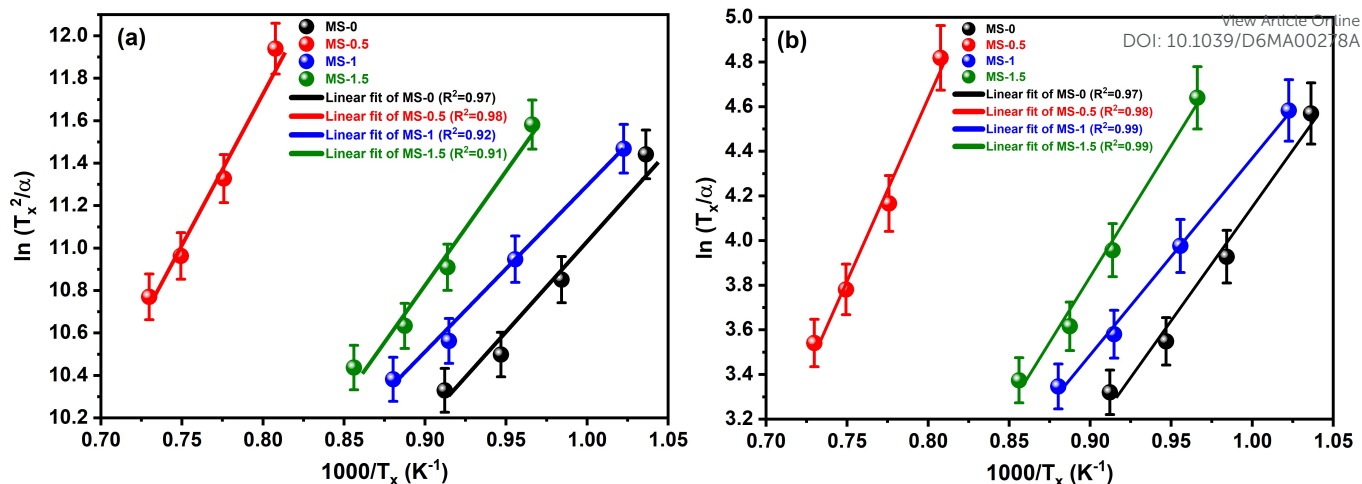 (a)
MS-0
MS-0.5
MS-1
MS-1.5
Linear fit of MS-0 (R²=0.97)
Linear fit of MS-0.5 (R²=0.98)
Linear fit of MS-1 (R²=0.92)
Linear fit of MS-1.5 (R²=0.91)
ln (Tₓ²/α)
12.0
11.8
11.6
11.4
11.2
11.0
10.8
10.6
10.4
10.2
0.70 0.75 0.80 0.85 0.90 0.95 1.00 1.05
1000/Tₓ (K⁻¹)
View Article Online
DOI: 10.1039/D6MA00278A
(b)
MS-0
MS-0.5
MS-1
MS-1.5
Linear fit of MS-0 (R²=0.97)
Linear fit of MS-0.5 (R²=0.98)
Linear fit of MS-1 (R²=0.99)
Linear fit of MS-1.5 (R²=0.99)
ln (Tₓ/α)
5.0
4.8
4.6
4.4
4.2
4.0
3.8
3.6
3.4
3.2
0.70 0.75 0.80 0.85 0.90 0.95 1.00 1.05
1000/Tₓ (K⁻¹)